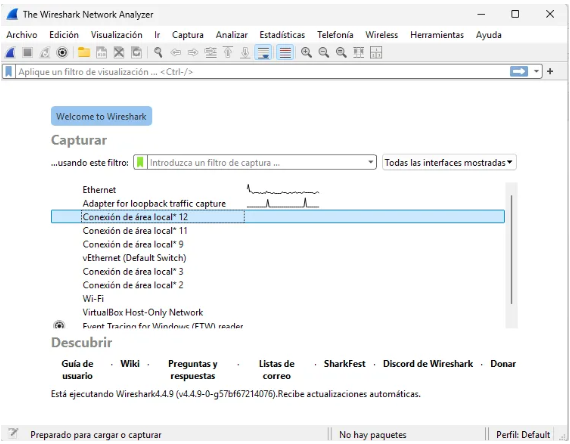 The Wireshark Network Analyzer
Archivo Edición Visualización Ir Captura Analizar Estadísticas Telefonía Wireless Herramientas Ayuda
Aplique un filtro de visualización ... <Ctrl-/>
Welcome to Wireshark
Capturar
...usando este filtro: Introduzca un filtro de captura ... Todas las interfaces mostradas
Ethernet
Adapter for loopback traffic capture
Conexión de área local* 12
Conexión de área local* 11
Conexión de área local* 9
vEthernet (Default Switch)
Conexión de área local* 3
Conexión de área local* 2
Wi-Fi
VirtualBox Host-Only Network
Event Tracing for Windows (ETW) reader
Descubrir
Guía de usuario · Wiki · Preguntas y respuestas · Listas de correo · SharkFest · Discord de Wireshark · Donar
Está ejecutando Wireshark4.4.9 (v4.4.9-0-g57bf67214076).Recibe actualizaciones automáticas.
Preparado para cargar o capturar No hay paquetes Perfil: Default